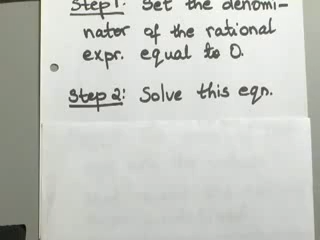 Step 1: Set the denomi-
nator of the rational
expr. equal to 0.
Step 2: Solve this eqn.